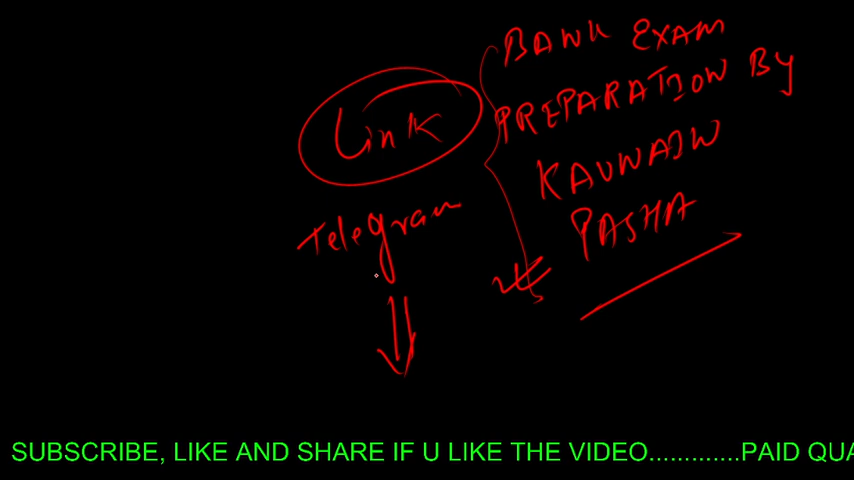 Link
Telegram
BANK EXAM
PREPARATION BY
KAUNAIN
PASHA
SUBSCRIBE, LIKE AND SHARE IF U LIKE THE VIDEO.............PAID QUA